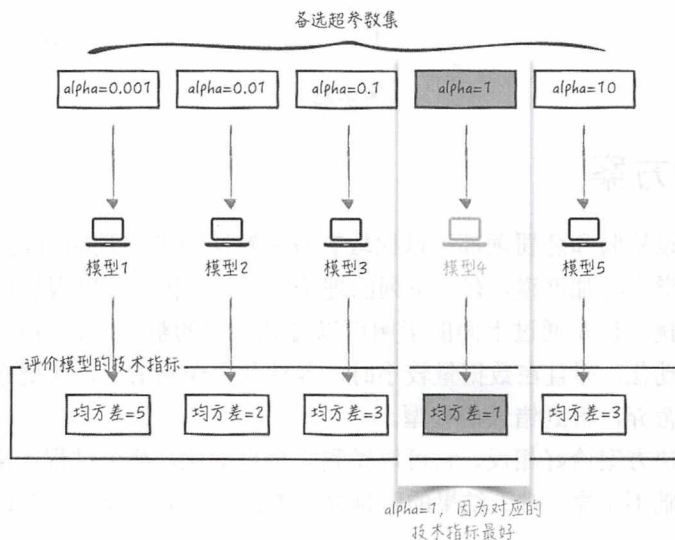 备选超参数集
alpha=0.001
alpha=0.01
alpha=0.1
alpha=1
alpha=10
模型1
模型2
模型3
模型4
模型5
评价模型的技术指标
均方差=5
均方差=2
均方差=3
均方差=1
均方差=3
alpha=1，因为对应的
技术指标最好